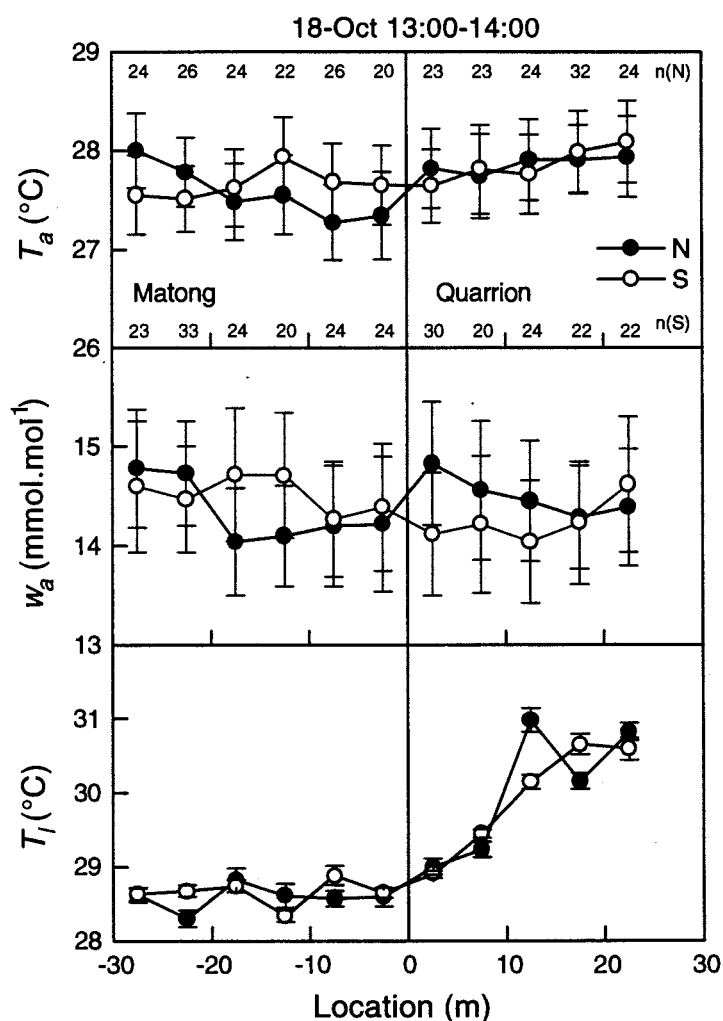 18-Oct 13:00-14:00
29
24 26 24 22 26 20 23 23 24 32 24 n(N)
28
Tₐ (°C)
27
N
S
Matong Quarrion
23 33 24 20 24 24 30 20 24 22 22 n(S)
26
15
wₐ (mmol.mol¹)
14
13
31
30
Tₗ (°C)
29
28
-30 -20 -10 0 10 20 30
Location (m)